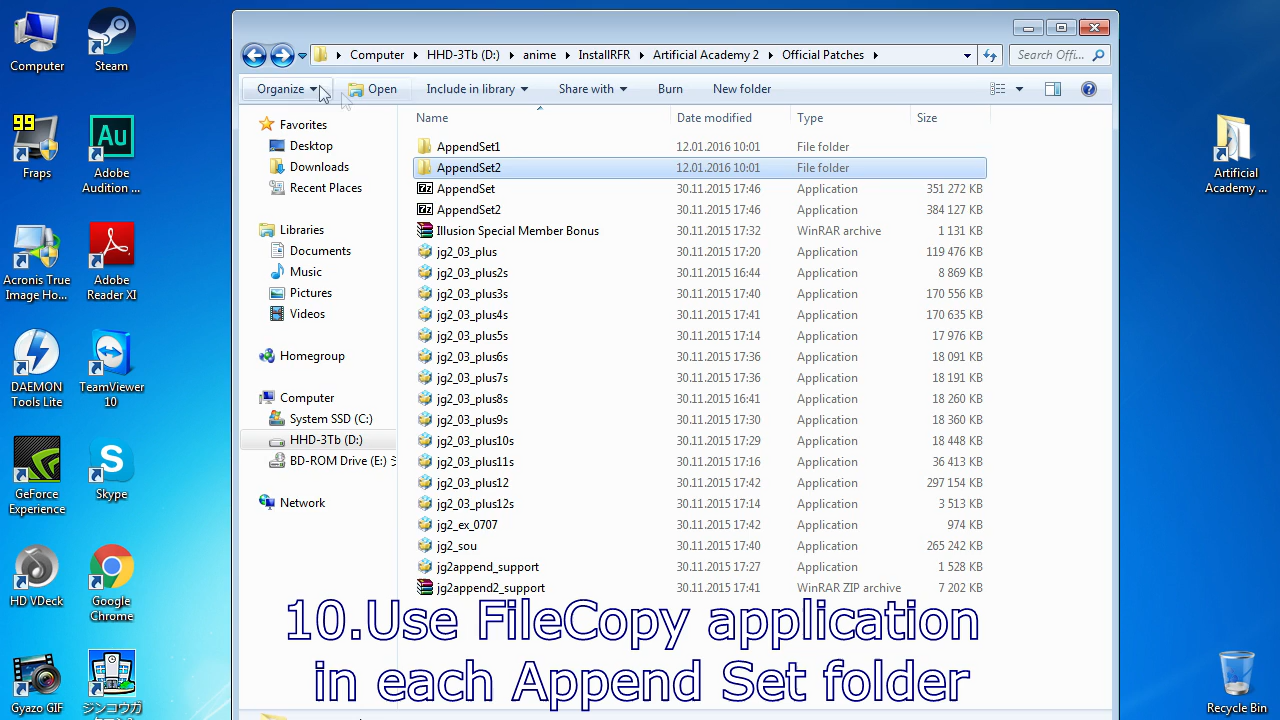 Computer
Steam
99
Fraps
Au
Adobe
Audition ...
Acronis True
Image Ho...
Adobe
Reader XI
DAEMON
Tools Lite
TeamViewer
10
GeForce
Experience
Skype
HD VDeck
Google
Chrome
Gyazo GIF
ジンコウガ
Computer
HHD-3Tb (D:)
anime
InstallRFR
Artificial Academy 2
Official Patches
Search Offi...
Organize
Open
Include in library
Share with
Burn
New folder
Favorites
Desktop
Downloads
Recent Places
Libraries
Documents
Music
Pictures
Videos
Homegroup
Computer
System SSD (C:)
HHD-3Tb (D:)
BD-ROM Drive (E:)
Network
Name Date modified Type Size
AppendSet1 12.01.2016 10:01 File folder
AppendSet2 12.01.2016 10:01 File folder
AppendSet 30.11.2015 17:46 Application 351 272 KB
AppendSet2 30.11.2015 17:46 Application 384 127 KB
Illusion Special Member Bonus 30.11.2015 17:32 WinRAR archive 1 131 KB
jg2_03_plus 30.11.2015 17:20 Application 119 476 KB
jg2_03_plus2s 30.11.2015 16:44 Application 8 869 KB
jg2_03_plus3s 30.11.2015 17:40 Application 170 556 KB
jg2_03_plus4s 30.11.2015 17:41 Application 170 635 KB
jg2_03_plus5s 30.11.2015 17:14 Application 17 976 KB
jg2_03_plus6s 30.11.2015 17:36 Application 18 091 KB
jg2_03_plus7s 30.11.2015 17:36 Application 18 191 KB
jg2_03_plus8s 30.11.2015 16:41 Application 18 260 KB
jg2_03_plus9s 30.11.2015 17:30 Application 18 360 KB
jg2_03_plus10s 30.11.2015 17:29 Application 18 448 KB
jg2_03_plus11s 30.11.2015 17:16 Application 36 413 KB
jg2_03_plus12 30.11.2015 17:42 Application 297 154 KB
jg2_03_plus12s 30.11.2015 17:14 Application 3 513 KB
jg2_ex_0707 30.11.2015 17:42 Application 974 KB
jg2_sou 30.11.2015 17:40 Application 265 242 KB
jg2append_support 30.11.2015 17:27 Application 1 528 KB
jg2append2_support 30.11.2015 17:41 WinRAR ZIP archive 7 202 KB
10.Use FileCopy application
in each Append Set folder
Artificial
Academy ...
Recycle Bin